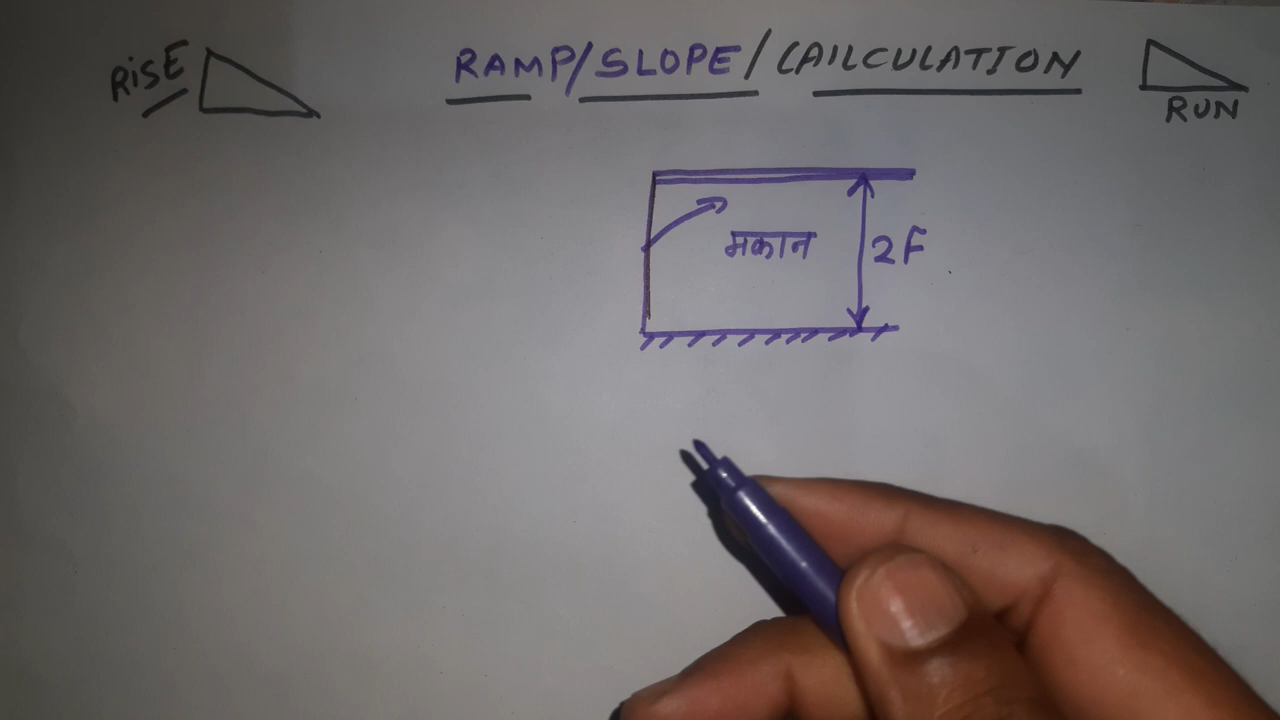 RiSE
RAMP/SLOPE/CAILCULATION
RUN
मकान
2F